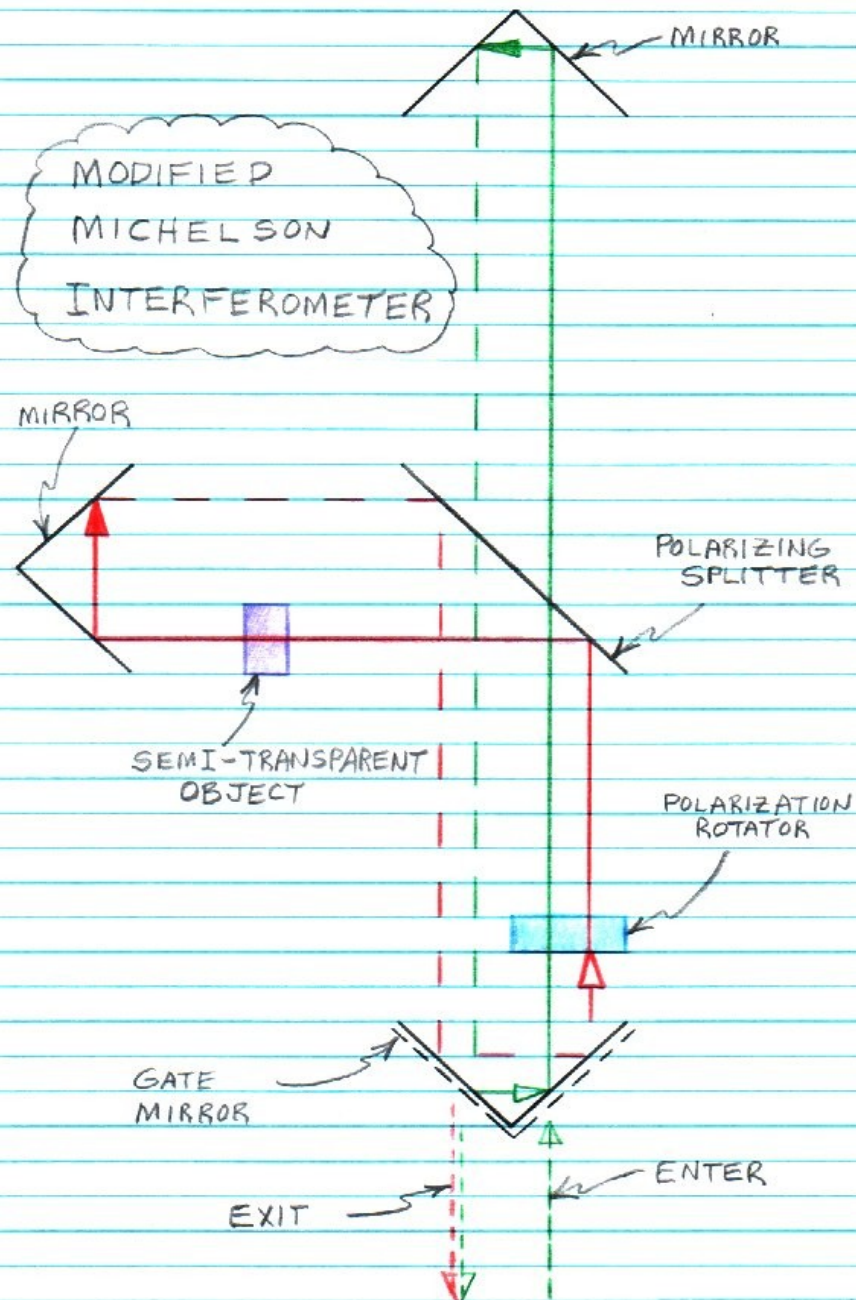 MIRROR
MODIFIED
MICHELSON
INTERFEROMETER
MIRROR
POLARIZING
SPLITTER
SEMI-TRANSPARENT
OBJECT
POLARIZATION
ROTATOR
GATE
MIRROR
ENTER
EXIT